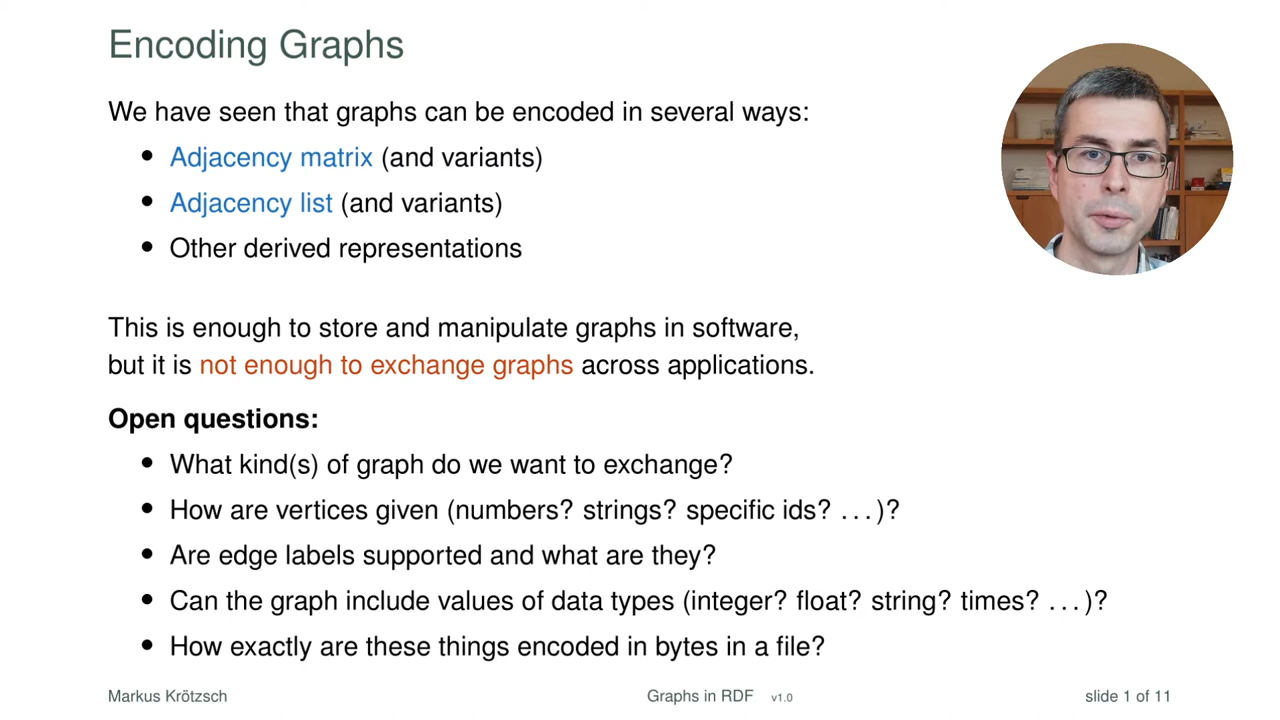 Encoding Graphs
We have seen that graphs can be encoded in several ways:
• Adjacency matrix (and variants)
• Adjacency list (and variants)
• Other derived representations
This is enough to store and manipulate graphs in software,
but it is not enough to exchange graphs across applications.
Open questions:
• What kind(s) of graph do we want to exchange?
• How are vertices given (numbers? strings? specific ids? ...)?
• Are edge labels supported and what are they?
• Can the graph include values of data types (integer? float? string? times? ...)?
• How exactly are these things encoded in bytes in a file?
Markus Krötzsch Graphs in RDF v1.0 slide 1 of 11